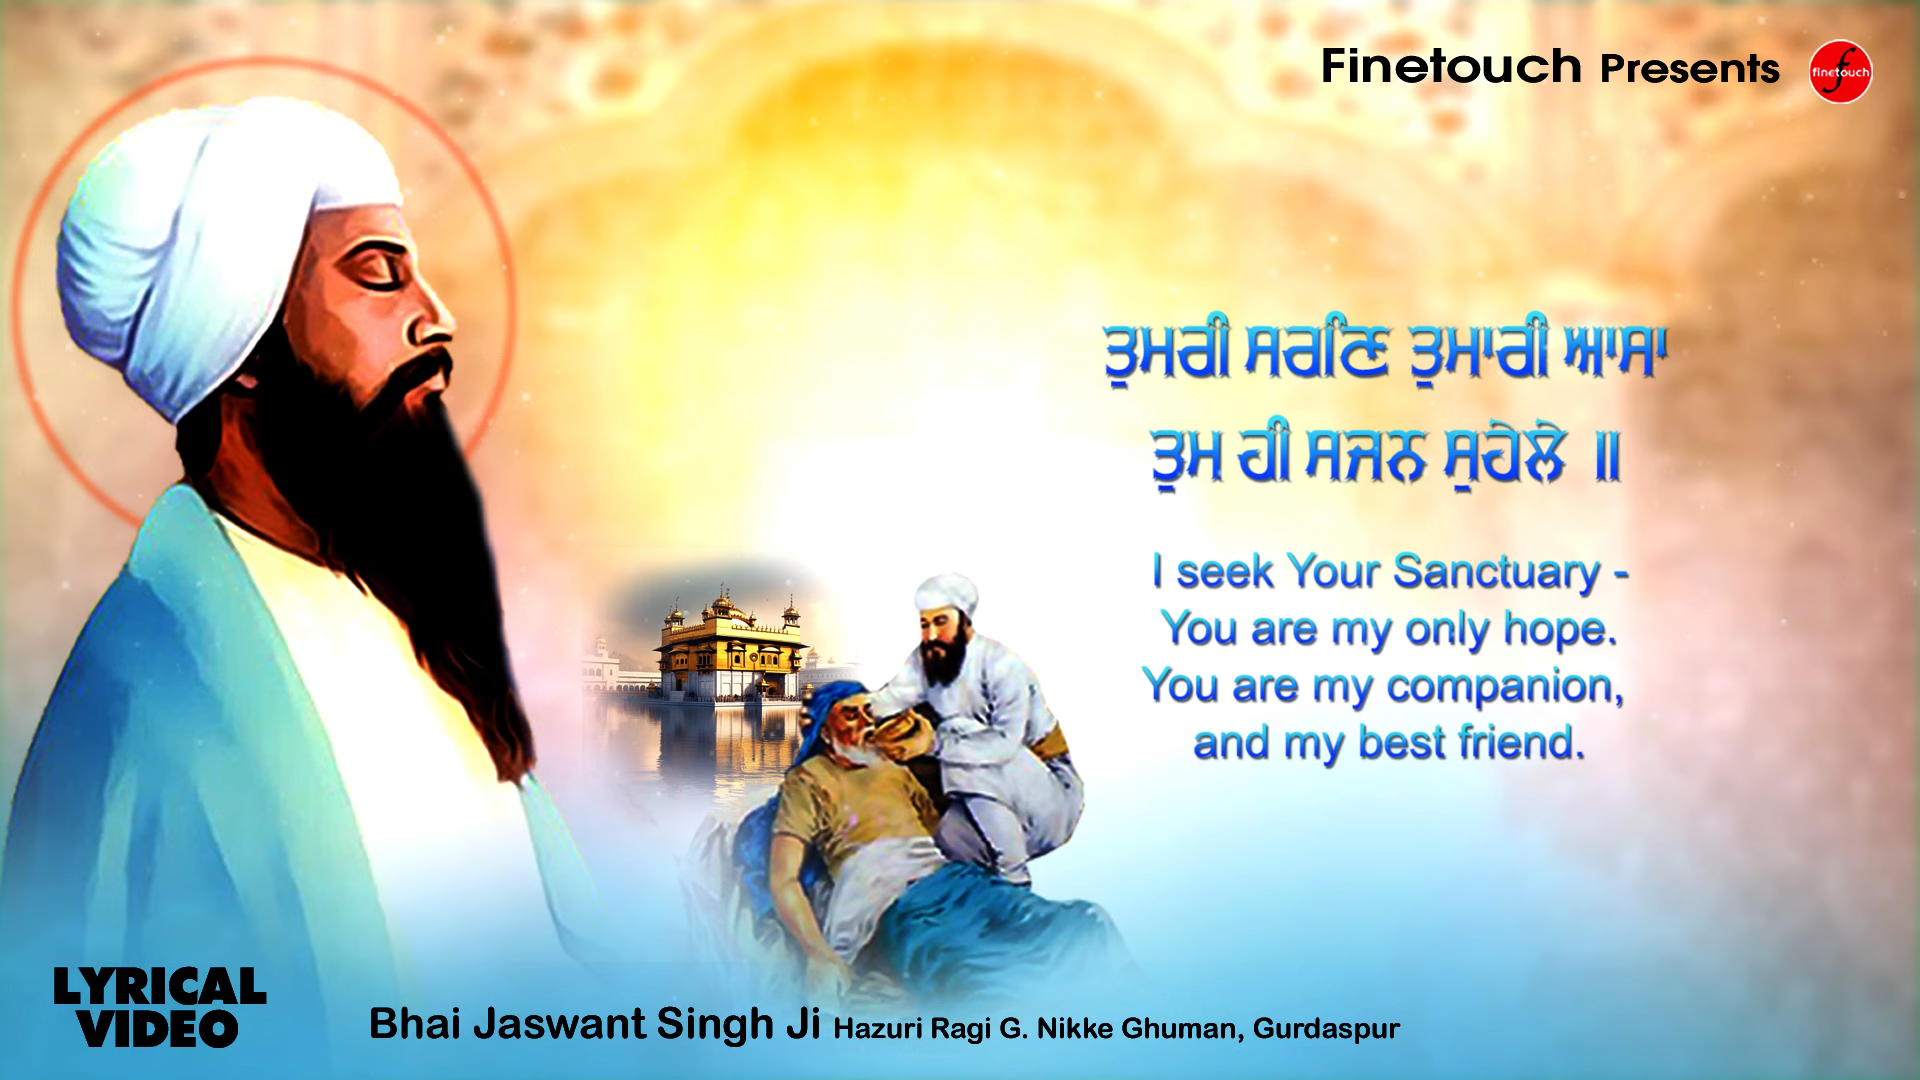 Finetouch Presents
finetouch
ਤੁਮਰੀ ਸਰਣਿ ਤੁਮਾਰੀ ਆਸਾ
ਤੁਮ ਹੀ ਸਜਨ ਸੁਹੇਲੇ ॥
I seek Your Sanctuary -
You are my only hope.
You are my companion,
and my best friend.
LYRICAL
VIDEO
Bhai Jaswant Singh Ji Hazuri Ragi G. Nikke Ghuman, Gurdaspur